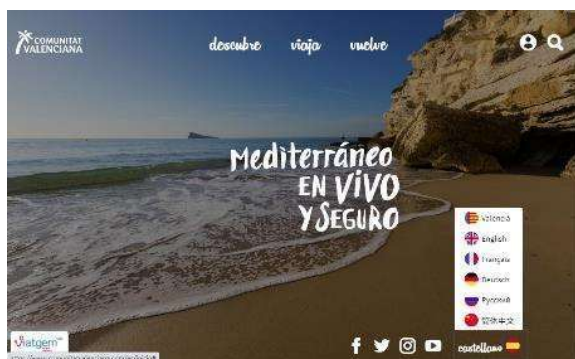 COMUNITAT
VALENCIANA
descubre viaja vuelve
Mediterráneo
EN VIVO
Y SEGURO
Valencià
English
Français
Deutsch
Русский
简体中文
castellano
Viatgem